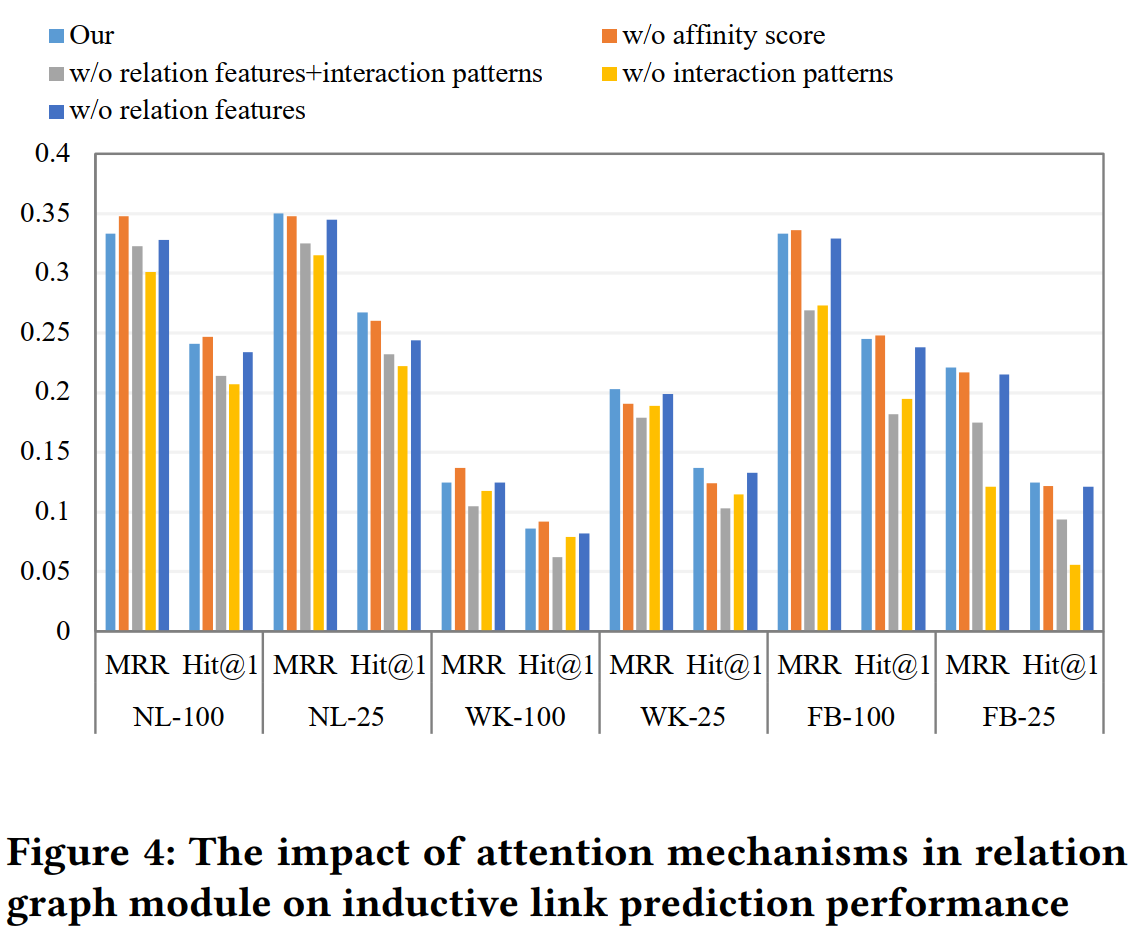 Our
w/o affinity score
w/o relation features+interaction patterns
w/o interaction patterns
w/o relation features
0.4
0.35
0.3
0.25
0.2
0.15
0.1
0.05
0
MRR Hit@1 MRR Hit@1 MRR Hit@1 MRR Hit@1 MRR Hit@1 MRR Hit@1
NL-100 NL-25 WK-100 WK-25 FB-100 FB-25
Figure 4: The impact of attention mechanisms in relation
graph module on inductive link prediction performance